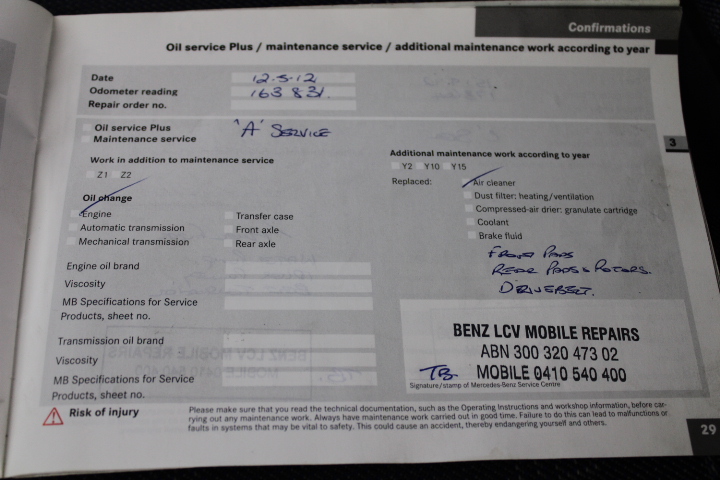 Confirmations
Oil service Plus / maintenance service / additional maintenance work according to year
Date 12-5-12
Odometer reading 163 831.
Repair order no.
Oil service Plus 'A' SERVICE
Maintenance service
3
Work in addition to maintenance service
Z1 Z2
Oil change
Engine
Automatic transmission
Mechanical transmission
Transfer case
Front axle
Rear axle
Engine oil brand
Viscosity
MB Specifications for Service
Products, sheet no.
Transmission oil brand
Viscosity
MB Specifications for Service
Products, sheet no.
Additional maintenance work according to year
Y2 Y10 Y15
Replaced: Air cleaner
Dust filter: heating/ventilation
Compressed-air drier: granulate cartridge
Coolant
Brake fluid
FRONT PADS
REAR PADS & ROTORS.
DRIVEBELT.
BENZ LCV MOBILE REPAIRS
ABN 300 320 473 02
TB MOBILE 0410 540 400
Signature/stamp of Mercedes-Benz Service Centre
Risk of injury
Please make sure that you read the technical documentation, such as the Operating Instructions and workshop information, before car-
rying out any maintenance work. Always have maintenance work carried out in good time. Failure to do this can lead to malfunctions or
faults in systems that may be vital to safety. This could cause an accident, thereby endangering yourself and others.
29